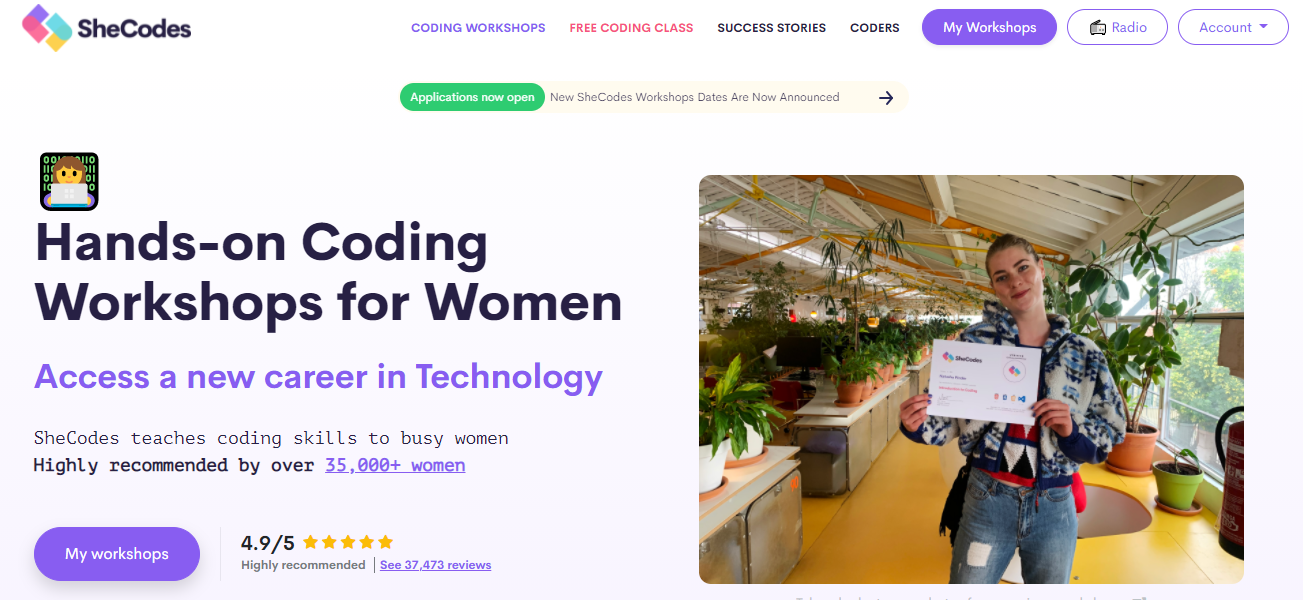 SheCodes
CODING WORKSHOPS
FREE CODING CLASS
SUCCESS STORIES
CODERS
My Workshops
Radio
Account
Applications now open
New SheCodes Workshops Dates Are Now Announced
Hands-on Coding
Workshops for Women
Access a new career in Technology
SheCodes teaches coding skills to busy women
Highly recommended by over 35,000+ women
My workshops
4.9/5
Highly recommended
See 37,473 reviews
SheCodes